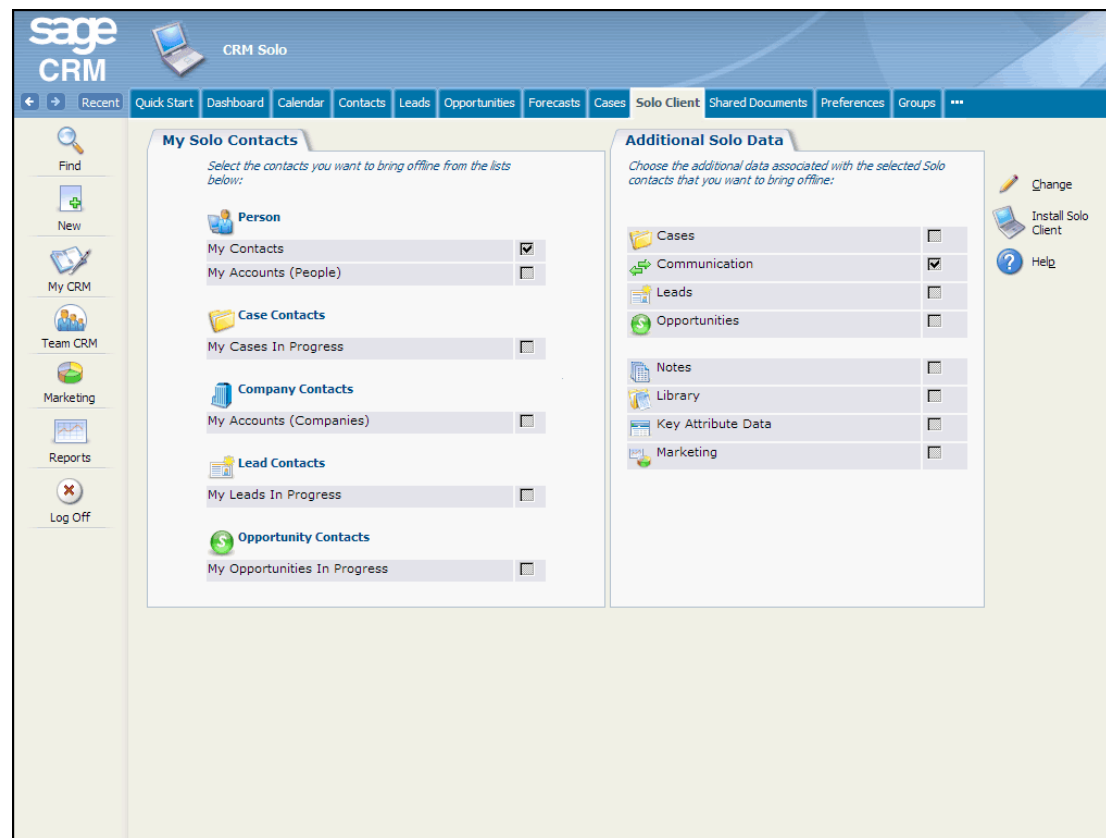 sage
CRM
CRM Solo
Recent
Quick Start Dashboard Calendar Contacts Leads Opportunities Forecasts Cases Solo Client Shared Documents Preferences Groups •••
Find
New
My CRM
Team CRM
Marketing
Reports
Log Off
My Solo Contacts
Select the contacts you want to bring offline from the lists
below:
Person
My Contacts
My Accounts (People)
Case Contacts
My Cases In Progress
Company Contacts
My Accounts (Companies)
Lead Contacts
My Leads In Progress
Opportunity Contacts
My Opportunities In Progress
Additional Solo Data
Choose the additional data associated with the selected Solo
contacts that you want to bring offline:
Cases
Communication
Leads
Opportunities
Notes
Library
Key Attribute Data
Marketing
Change
Install Solo
Client
Help